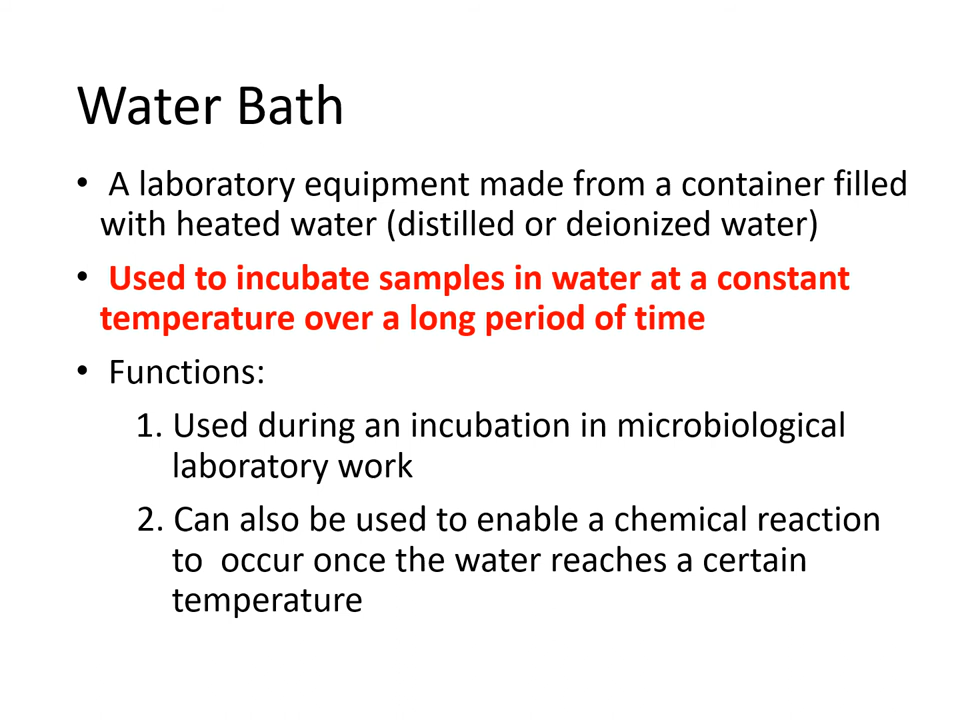 Water Bath
• A laboratory equipment made from a container filled
with heated water (distilled or deionized water)
• Used to incubate samples in water at a constant
temperature over a long period of time
• Functions:
1. Used during an incubation in microbiological
laboratory work
2. Can also be used to enable a chemical reaction
to  occur once the water reaches a certain
temperature